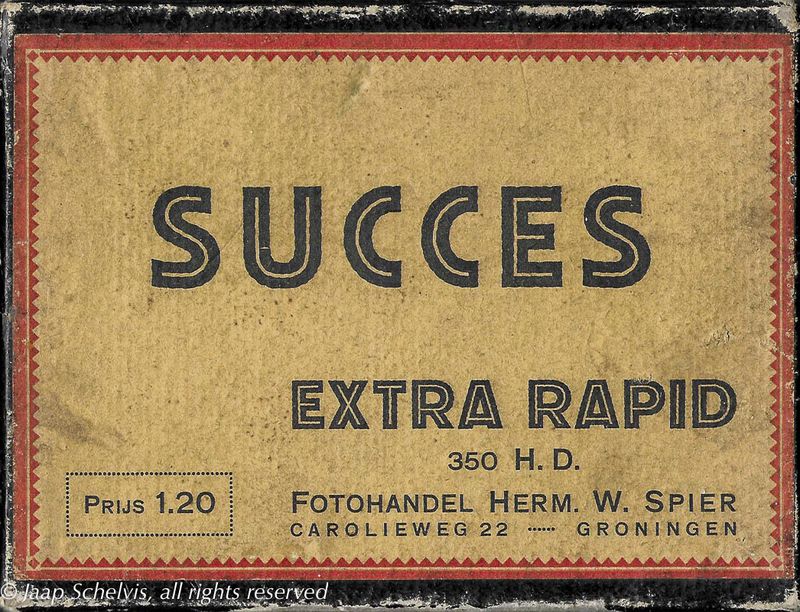 SUCCES
EXTRA RAPID
350 H. D.
PRIJS 1.20
FOTOHANDEL HERM. W. SPIER
CAROLIEWEG 22 ····· GRONINGEN
© Jaap Schelvis, all rights reserved